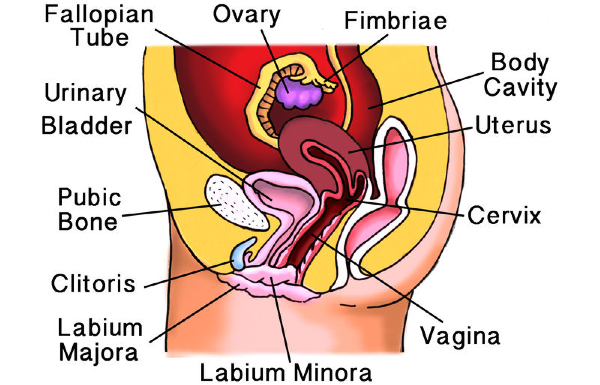 Fallopian
Tube
Ovary
Fimbriae
Body
Cavity
Urinary
Bladder
Uterus
Pubic
Bone
Cervix
Clitoris
Labium
Majora
Vagina
Labium Minora